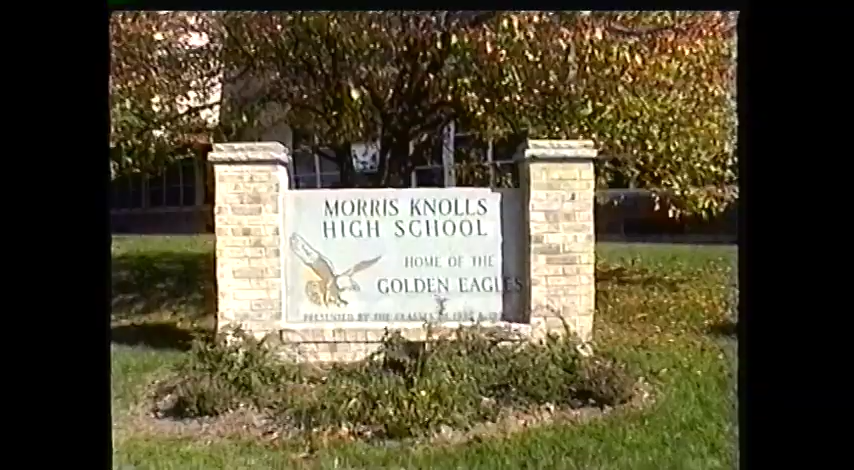 MORRIS KNOLLS
HIGH SCHOOL
HOME OF THE
GOLDEN EAGLES
PRESENTED BY THE CLASSES OF